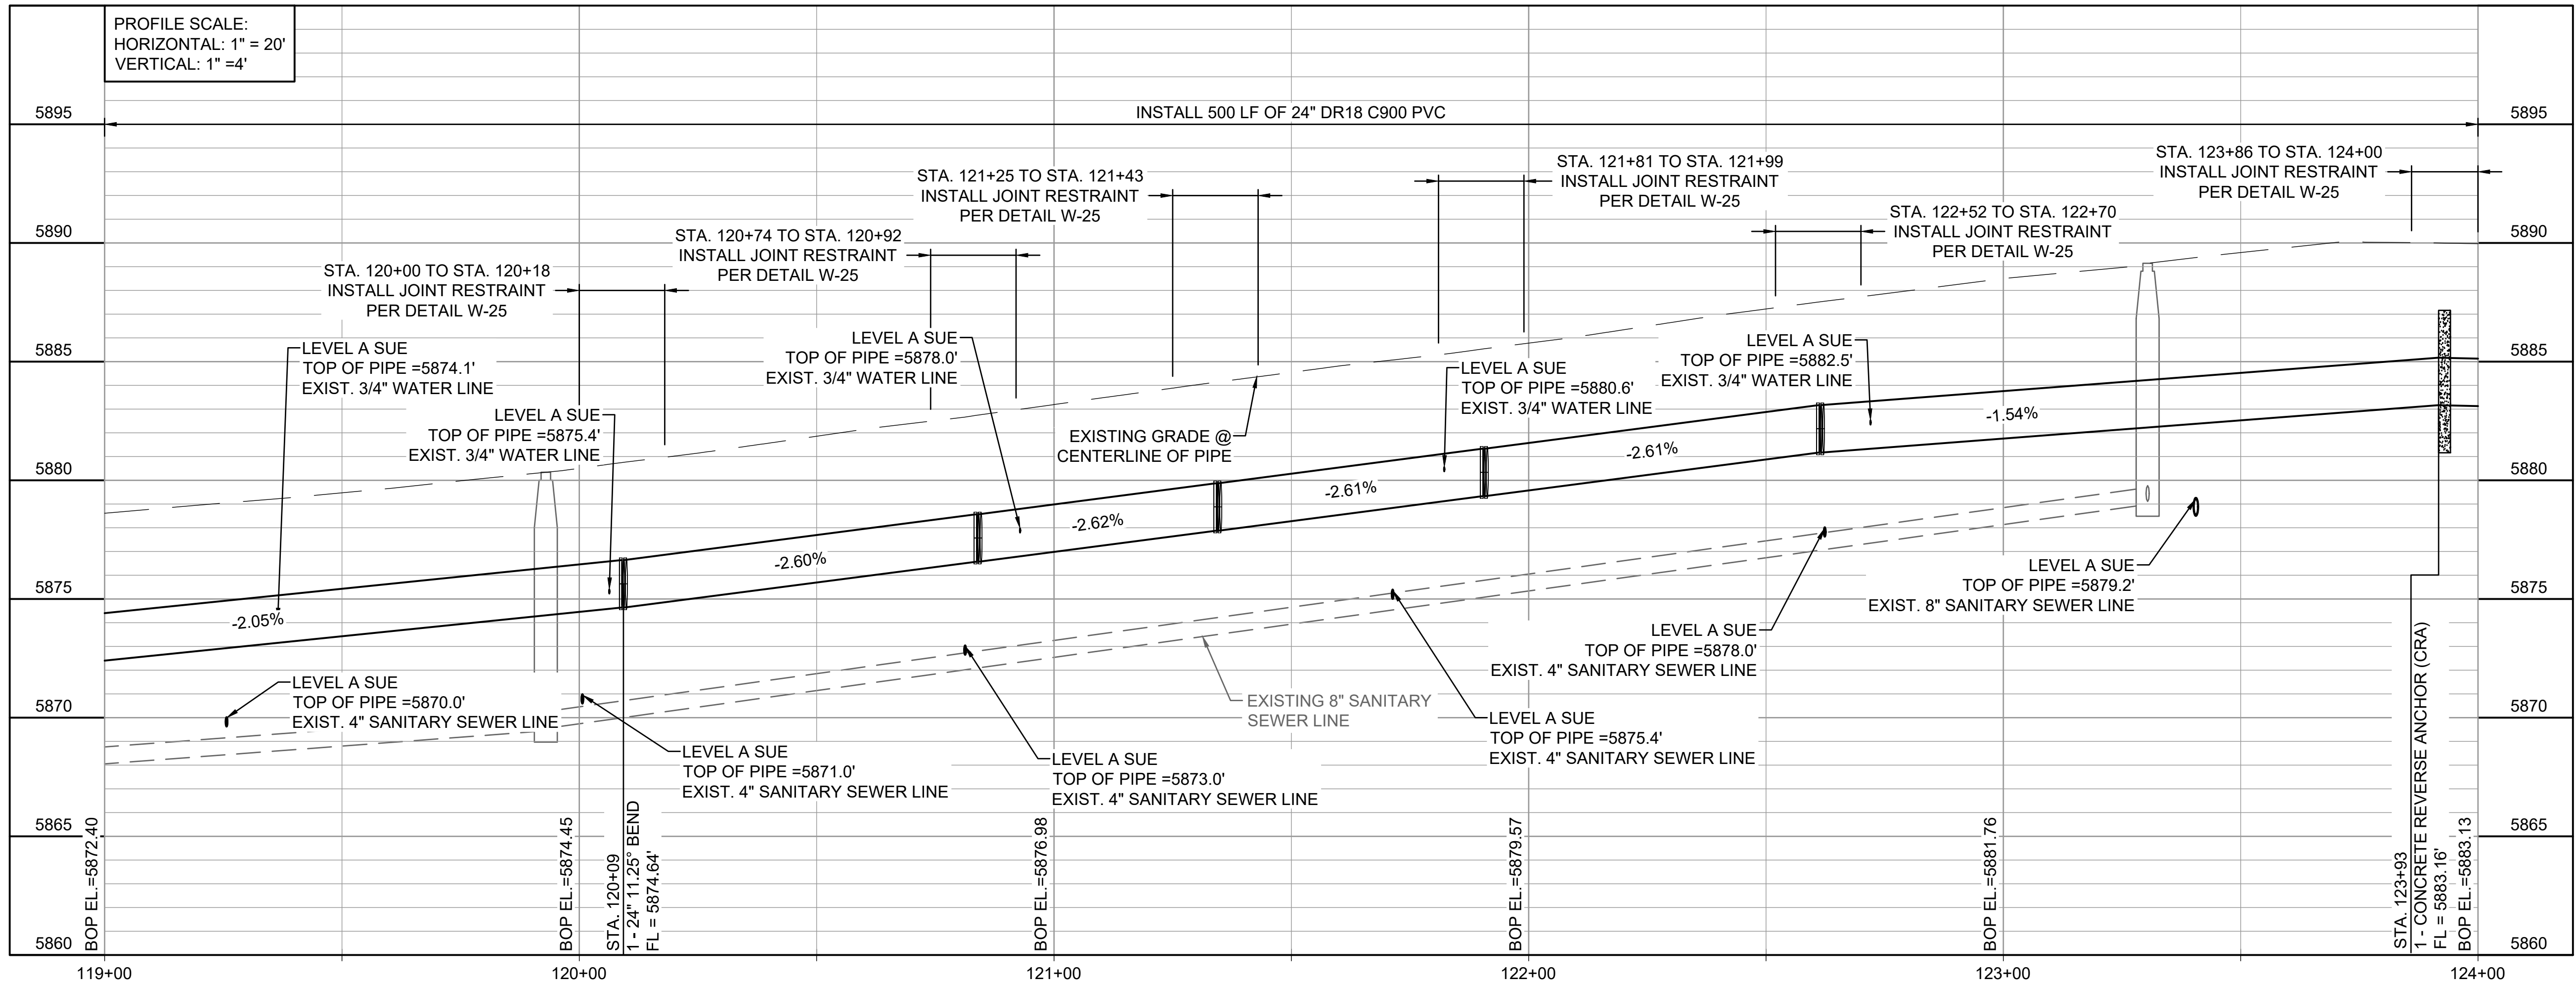 PROFILE SCALE:
HORIZONTAL: 1" = 20'
VERTICAL: 1" =4'
INSTALL 500 LF OF 24" DR18 C900 PVC
5895
5890
5885
5880
5875
5870
5865
5860
5895
5890
5885
5880
5875
5870
5865
5860
STA. 120+00 TO STA. 120+18
INSTALL JOINT RESTRAINT
PER DETAIL W-25
STA. 120+74 TO STA. 120+92
INSTALL JOINT RESTRAINT
PER DETAIL W-25
STA. 121+25 TO STA. 121+43
INSTALL JOINT RESTRAINT
PER DETAIL W-25
STA. 121+81 TO STA. 121+99
INSTALL JOINT RESTRAINT
PER DETAIL W-25
STA. 122+52 TO STA. 122+70
INSTALL JOINT RESTRAINT
PER DETAIL W-25
STA. 123+86 TO STA. 124+00
INSTALL JOINT RESTRAINT
PER DETAIL W-25
LEVEL A SUE
TOP OF PIPE =5874.1'
EXIST. 3/4" WATER LINE
LEVEL A SUE
TOP OF PIPE =5875.4'
EXIST. 3/4" WATER LINE
LEVEL A SUE
TOP OF PIPE =5878.0'
EXIST. 3/4" WATER LINE
EXISTING GRADE @
CENTERLINE OF PIPE
LEVEL A SUE
TOP OF PIPE =5880.6'
EXIST. 3/4" WATER LINE
LEVEL A SUE
TOP OF PIPE =5882.5'
EXIST. 3/4" WATER LINE
-2.05%
-2.60%
-2.62%
-2.61%
-2.61%
-1.54%
LEVEL A SUE
TOP OF PIPE =5870.0'
EXIST. 4" SANITARY SEWER LINE
LEVEL A SUE
TOP OF PIPE =5871.0'
EXIST. 4" SANITARY SEWER LINE
LEVEL A SUE
TOP OF PIPE =5873.0'
EXIST. 4" SANITARY SEWER LINE
EXISTING 8" SANITARY
SEWER LINE
LEVEL A SUE
TOP OF PIPE =5875.4'
EXIST. 4" SANITARY SEWER LINE
LEVEL A SUE
TOP OF PIPE =5878.0'
EXIST. 4" SANITARY SEWER LINE
LEVEL A SUE
TOP OF PIPE =5879.2'
EXIST. 8" SANITARY SEWER LINE
BOP EL.=5872.40
BOP EL.=5874.45
STA. 120+09
1 - 24" 11.25° BEND
FL = 5874.64'
BOP EL.=5876.98
BOP EL.=5879.57
BOP EL.=5881.76
STA. 123+93
1 - CONCRETE REVERSE ANCHOR (CRA)
FL = 5883.16'
BOP EL.=5883.13
119+00
120+00
121+00
122+00
123+00
124+00